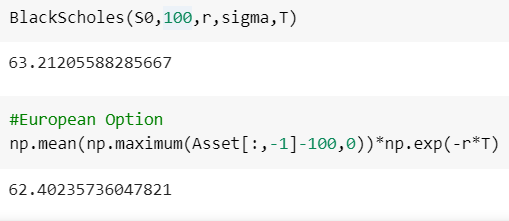 BlackScholes(S0,100,r,sigma,T)
63.21205588285667
#European Option
np.mean(np.maximum(Asset[:,-1]-100,0))*np.exp(-r*T)
62.40235736047821